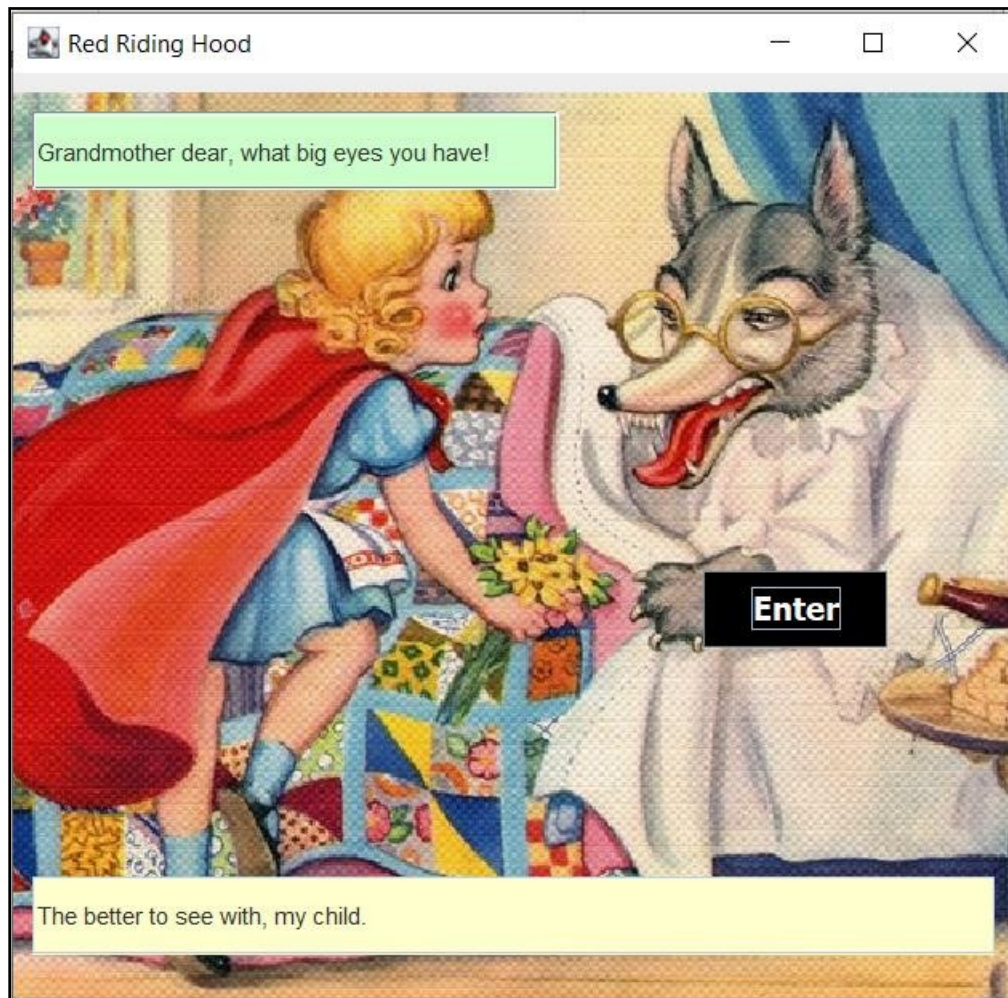 Red Riding Hood
Grandmother dear, what big eyes you have!
Enter
The better to see with, my child.